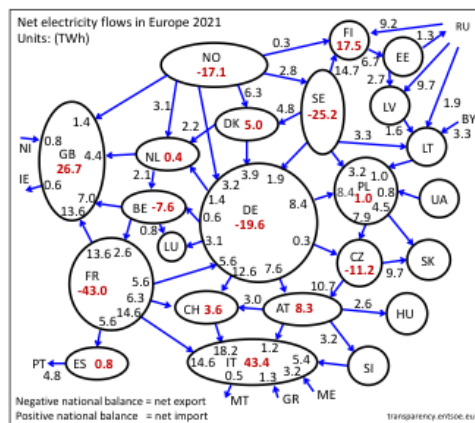 Net electricity flows in Europe 2021
Units: (TWh)
FI
17.5
9.2
RU
0.3
1.3
NO
-17.1
6.7
EE
14.7
2.7
9.7
2.8
SE
-25.2
6.3
LV
1.9
3.1
4.8
1.4
2.2
DK 5.0
1.6
BY
3.3
NI
0.8
GB
26.7
4.4
NL 0.4
3.3
LT
IE
0.6
2.1
3.9
1.9
3.2
3.2
1.0
PL
1.0
0.8
UA
7.0
13.6
BE -7.6
1.4
0.6
DE
-19.6
8.4
8.4
4.5
7.9
0.8
LU
3.1
0.3
13.6
2.6
CZ
-11.2
9.7
SK
FR
-43.0
5.6
5.6
12.6
7.6
10.7
6.3
14.6
CH 3.6
3.0
AT 8.3
2.6
HU
5.6
3.2
18.2
1.2
PT
4.8
ES 0.8
14.6
IT 43.4
5.4
SI
0.5
1.3
3.2
MT
GR
ME
Negative national balance = net export
Positive national balance = net import
transparency.entsoe.eu